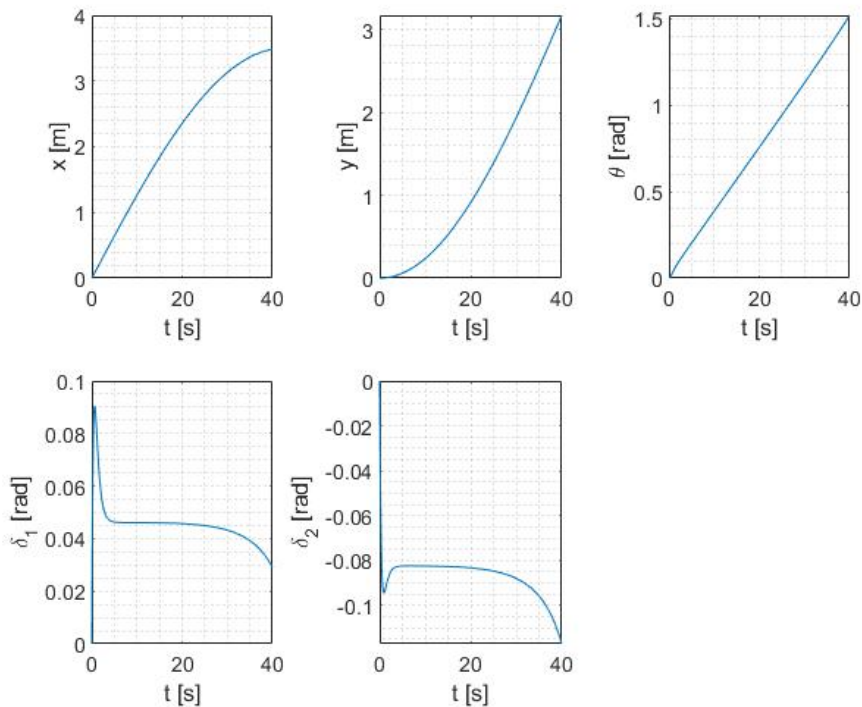 4
3
2
1
0
x [m]
0 20 40
t [s]
3
2
1
0
y [m]
0 20 40
t [s]
1.5
1
0.5
0
θ [rad]
0 20 40
t [s]
0.1
0.08
0.06
0.04
0.02
0
δ1 [rad]
0 20 40
t [s]
0
-0.02
-0.04
-0.06
-0.08
-0.1
δ2 [rad]
0 20 40
t [s]